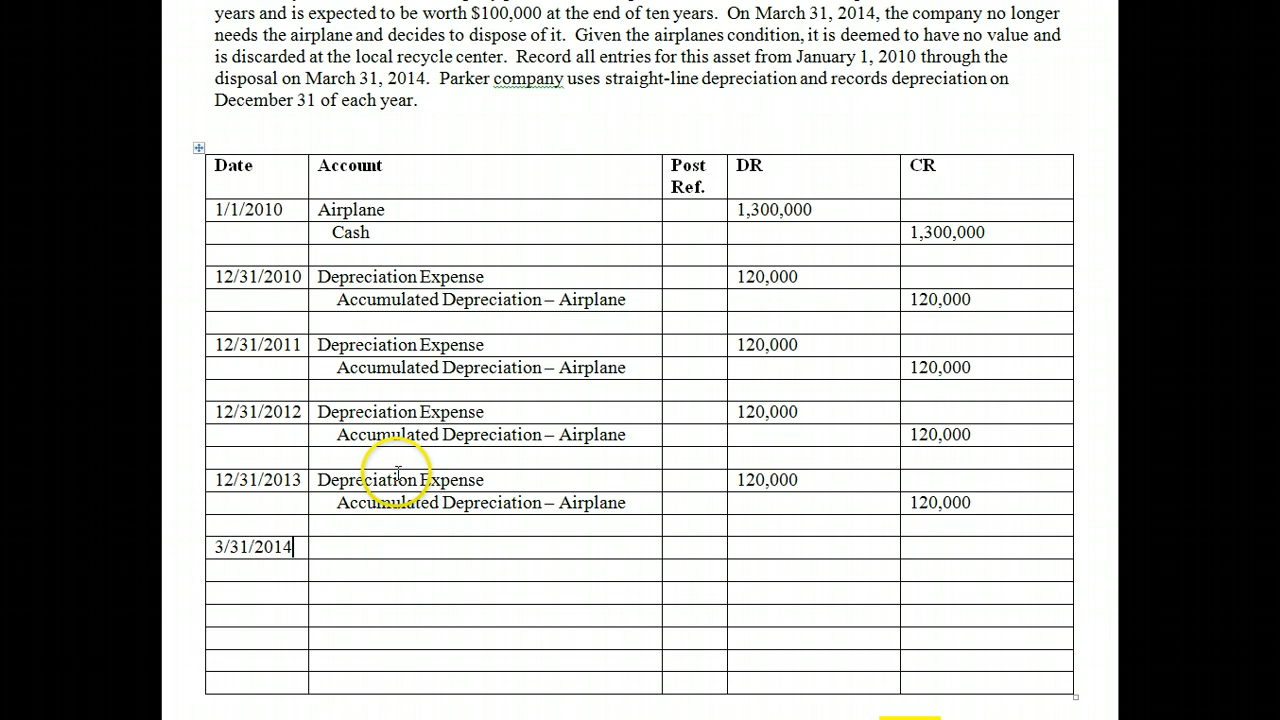 years and is expected to be worth $100,000 at the end of ten years.  On March 31, 2014, the company no longer
needs the airplane and decides to dispose of it.  Given the airplanes condition, it is deemed to have no value and
is discarded at the local recycle center.  Record all entries for this asset from January 1, 2010 through the
disposal on March 31, 2014.  Parker company uses straight-line depreciation and records depreciation on
December 31 of each year.
Date Account Post Ref. DR CR
1/1/2010 Airplane 1,300,000
Cash 1,300,000
12/31/2010 Depreciation Expense 120,000
Accumulated Depreciation – Airplane 120,000
12/31/2011 Depreciation Expense 120,000
Accumulated Depreciation – Airplane 120,000
12/31/2012 Depreciation Expense 120,000
Accumulated Depreciation – Airplane 120,000
12/31/2013 Depreciation Expense 120,000
Accumulated Depreciation – Airplane 120,000
3/31/2014